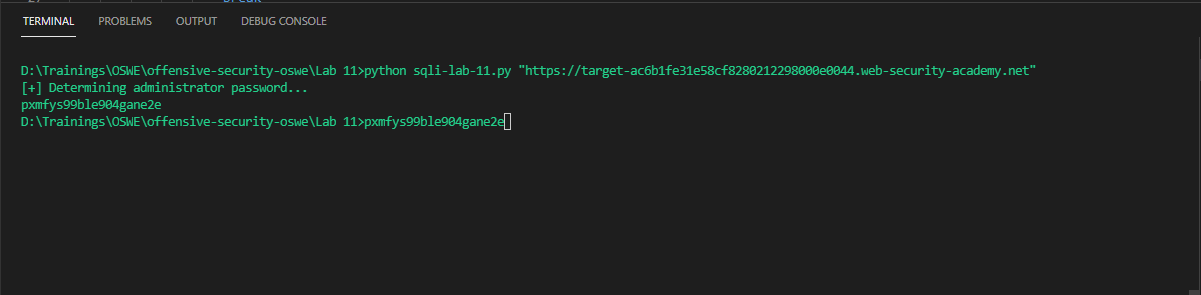 TERMINAL PROBLEMS OUTPUT DEBUG CONSOLE
D:\Trainings\OSWE\offensive-security-oswe\Lab 11>python sqli-lab-11.py "https://target-ac6b1fe31e58cf8280212298000e0044.web-security-academy.net"
[+] Determining administrator password...
pxmfys99ble904gane2e
D:\Trainings\OSWE\offensive-security-oswe\Lab 11>pxmfys99ble904gane2e